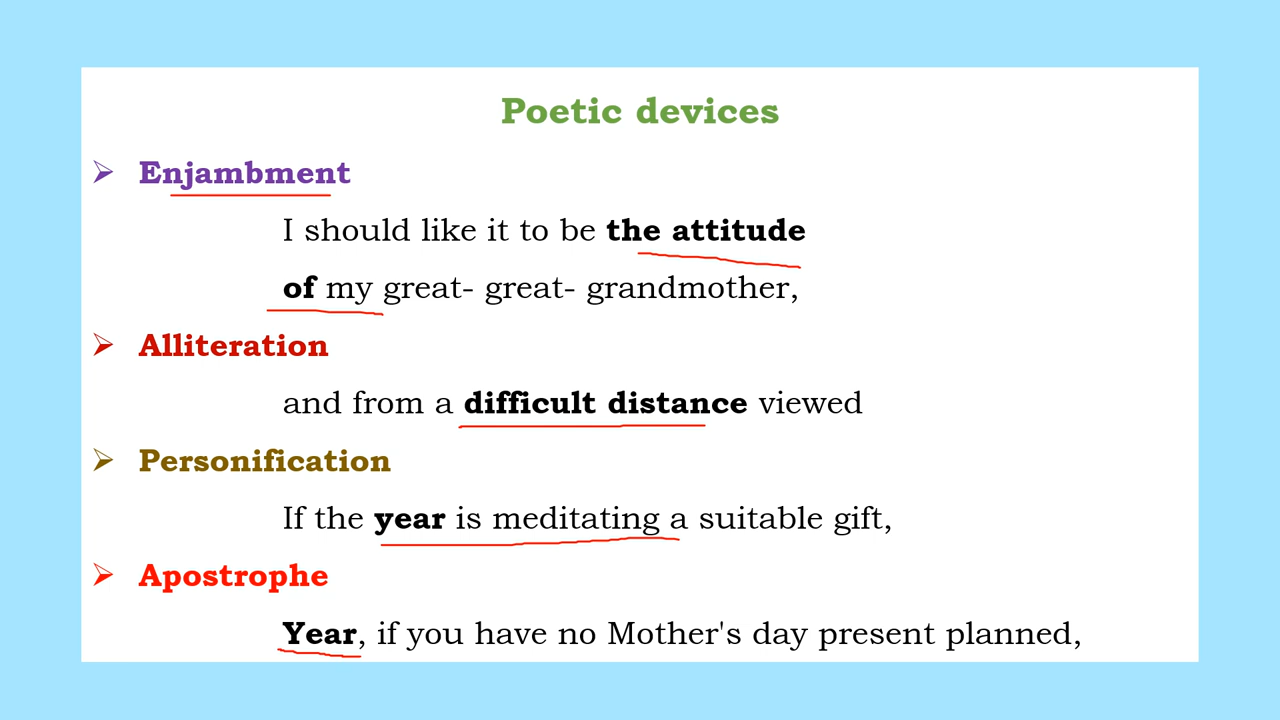 Poetic devices
➢ Enjambment
I should like it to be the attitude
of my great- great- grandmother,
➢ Alliteration
and from a difficult distance viewed
➢ Personification
If the year is meditating a suitable gift,
➢ Apostrophe
Year, if you have no Mother's day present planned,